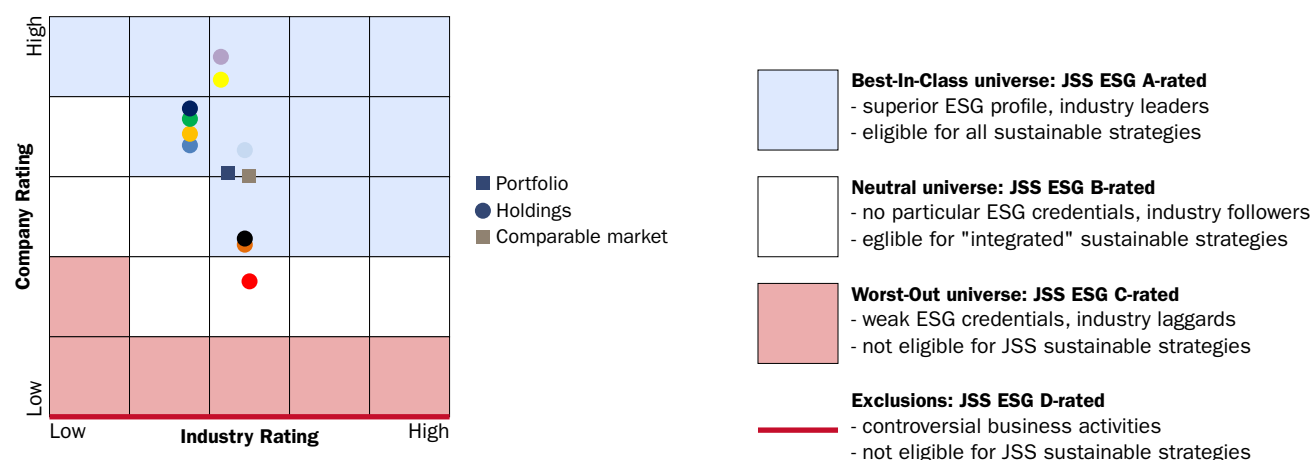 High
Company Rating
Low
Low
Industry Rating
High
Portfolio
Holdings
Comparable market
Best-In-Class universe: JSS ESG A-rated
- superior ESG profile, industry leaders
- eligible for all sustainable strategies
Neutral universe: JSS ESG B-rated
- no particular ESG credentials, industry followers
- eglible for "integrated" sustainable strategies
Worst-Out universe: JSS ESG C-rated
- weak ESG credentials, industry laggards
- not eligible for JSS sustainable strategies
Exclusions: JSS ESG D-rated
- controversial business activities
- not eligible for JSS sustainable strategies